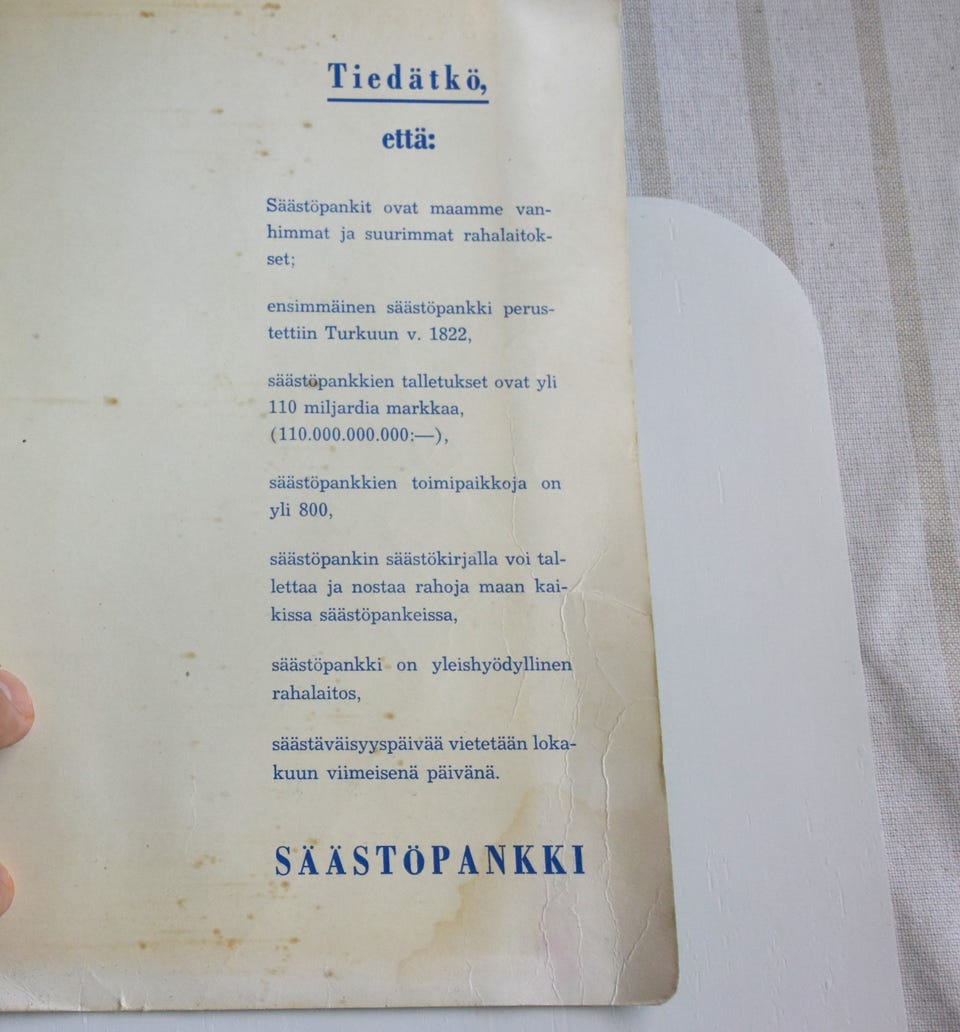 Tiedätkö,
että:
Säästöpankit ovat maamme van-
himmat ja suurimmat rahalaitok-
set;
ensimmäinen säästöpankki perus-
tettiin Turkuun v. 1822,
säästöpankkien talletukset ovat yli
110 miljardia markkaa,
(110.000.000.000:—),
säästöpankkien toimipaikkoja on
yli 800,
säästöpankin säästökirjalla voi tal-
lettaa ja nostaa rahoja maan kai-
kissa säästöpankeissa,
säästöpankki on yleishyödyllinen
rahalaitos,
säästäväisyyspäivää vietetään loka-
kuun viimeisenä päivänä.
SÄÄSTÖPANKKI